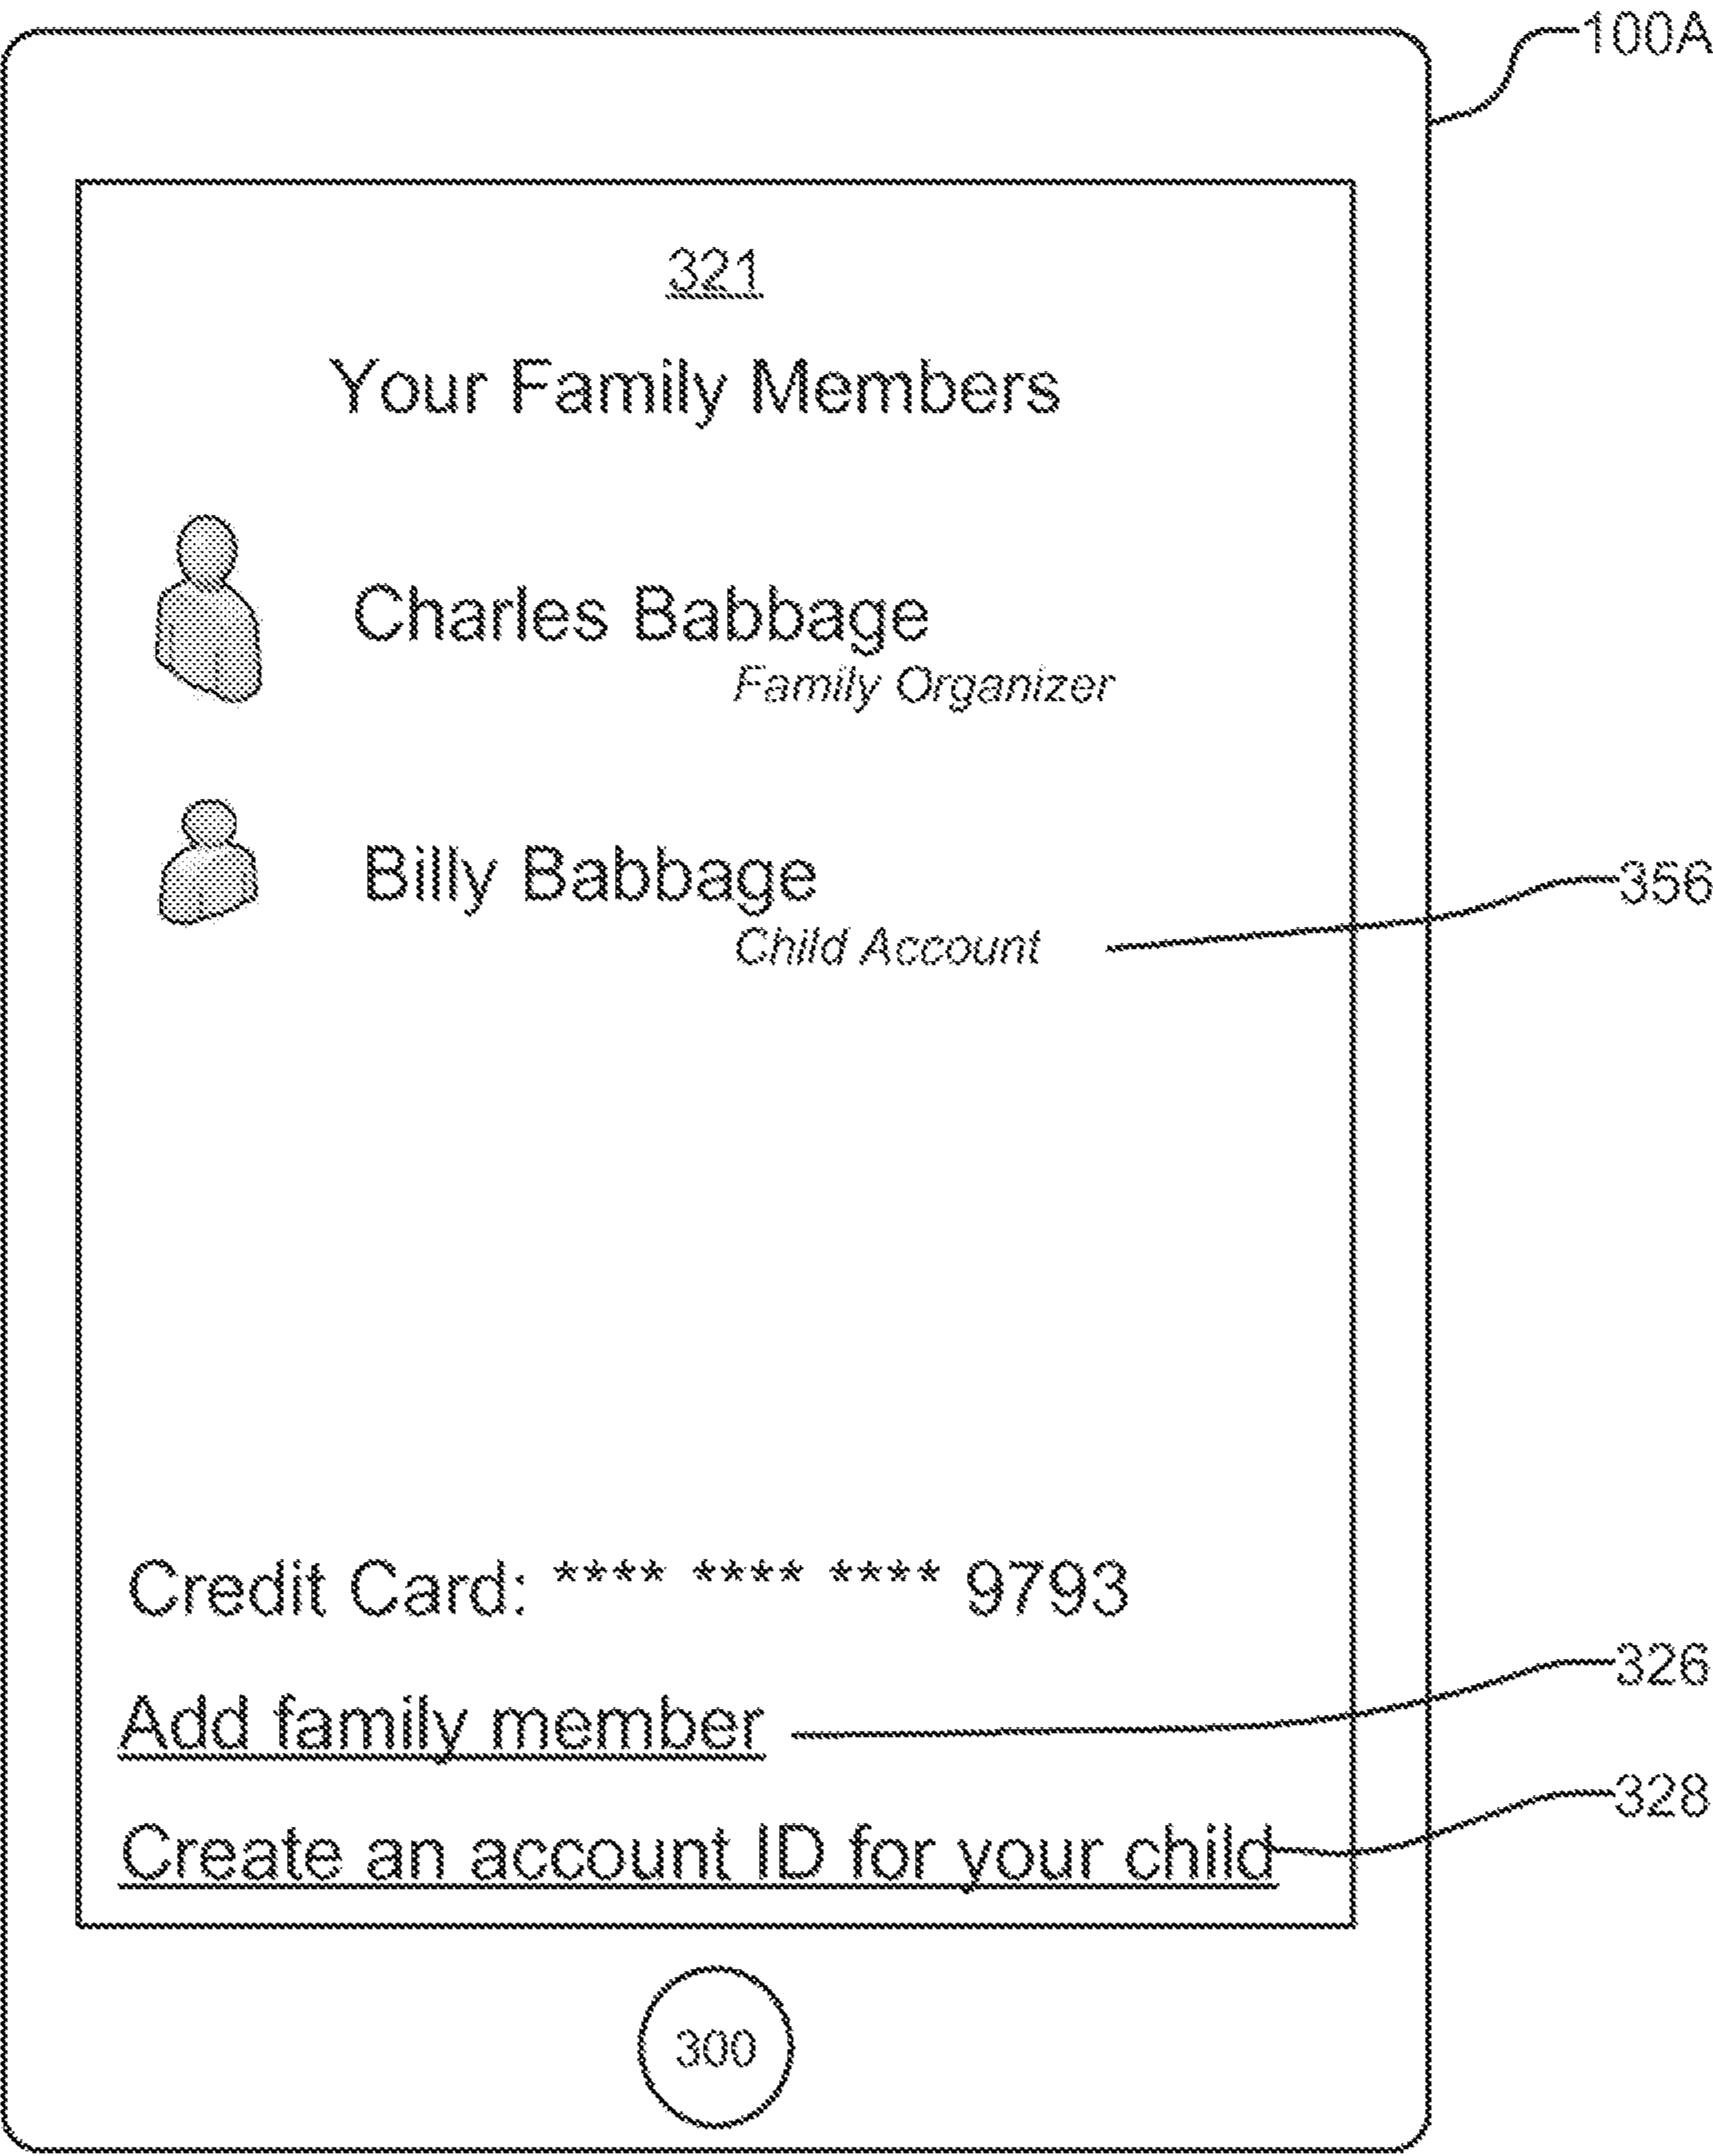 100A
321
Your Family Members
Charles Babbage
Family Organizer
Billy Babbage
356
Child Account
Credit Card: **** **** **** 9793
326
Add family member
328
Create an account ID for your child
300